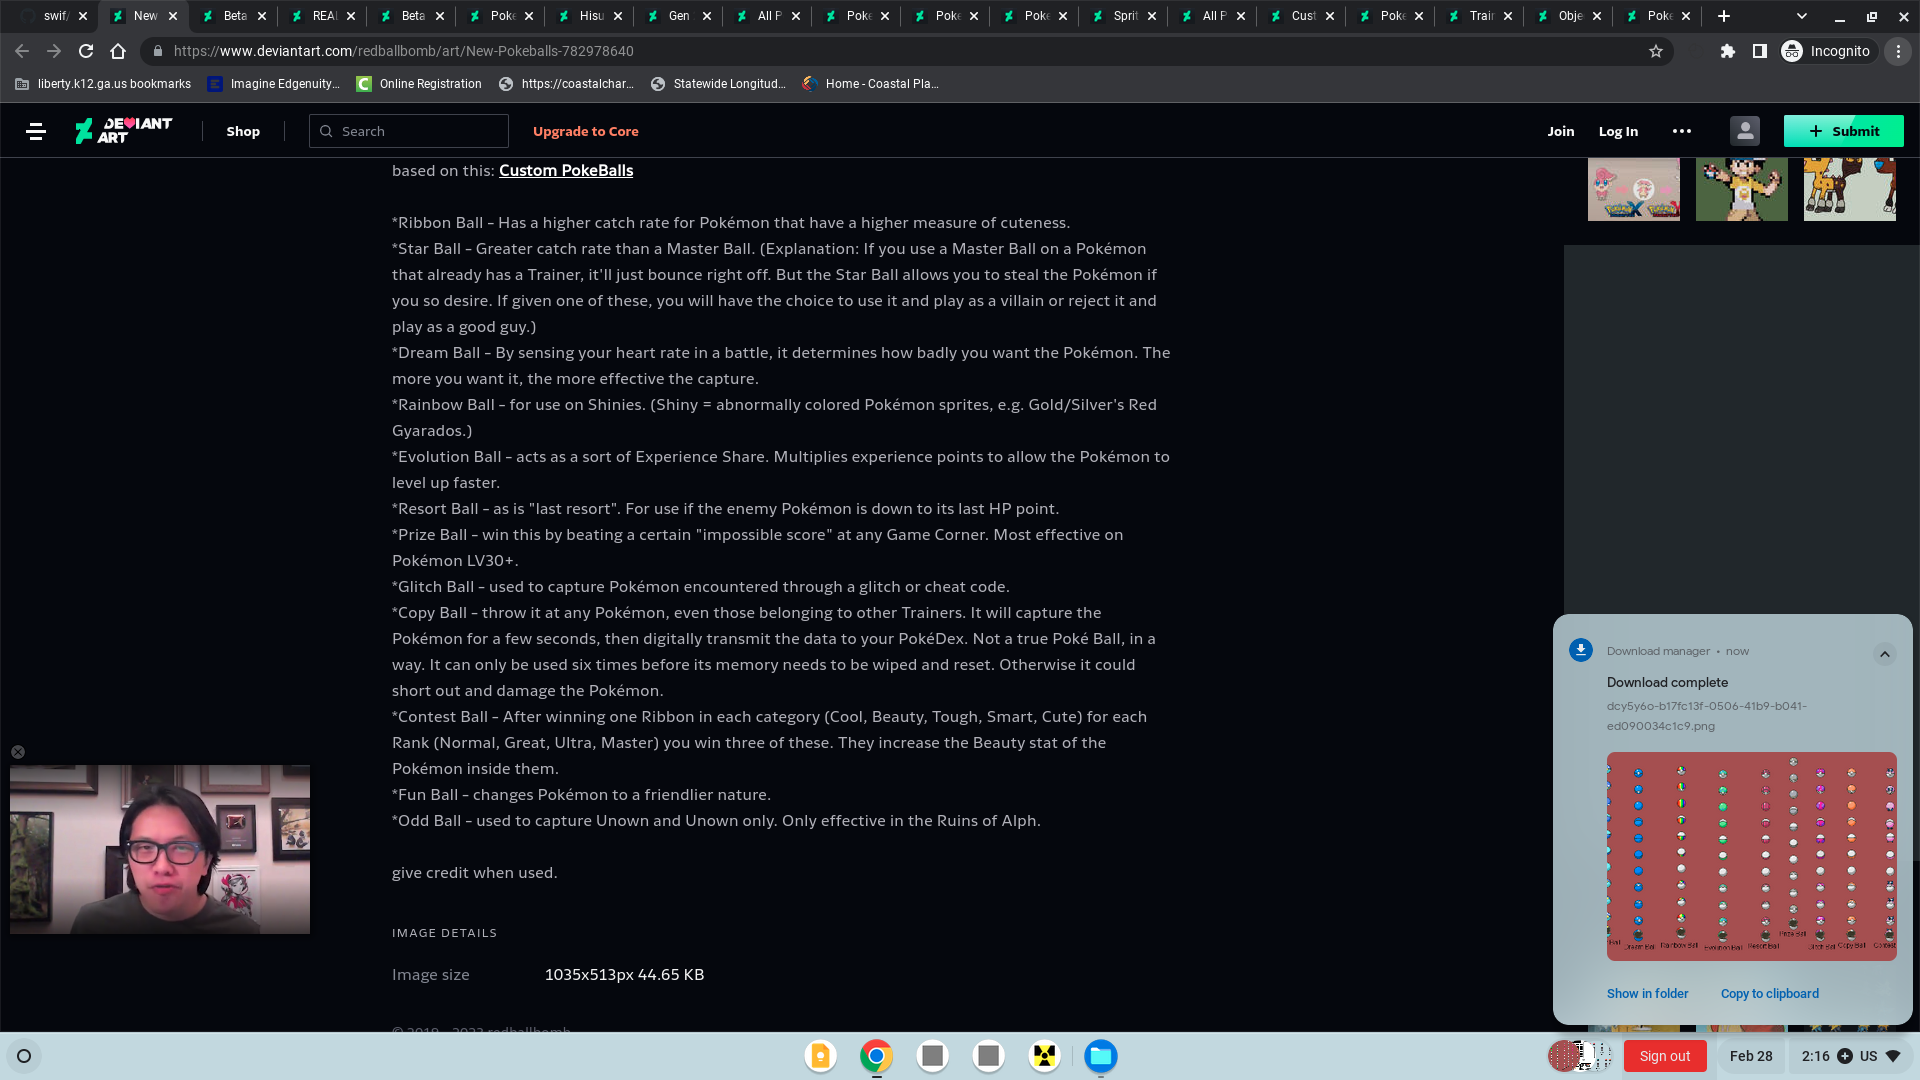 swif/
New
Beta
REAL
Beta
Poke
Hisu
Gen
All P
Poke
Poke
Poke
Sprit
All P
Cust
Poke
Train
Obje
Poke
https://www.deviantart.com/redballbomb/art/New-Pokeballs-782978640
Incognito
liberty.k12.ga.us bookmarks
Imagine Edgenuity...
Online Registration
https://coastalchar...
Statewide Longitud...
Home - Coastal Pla...
DEVIANT ART
Shop
Search
Upgrade to Core
Join
Log In
Submit
based on this: Custom PokeBalls
*Ribbon Ball - Has a higher catch rate for Pokémon that have a higher measure of cuteness.
*Star Ball - Greater catch rate than a Master Ball. (Explanation: If you use a Master Ball on a Pokémon
that already has a Trainer, it'll just bounce right off. But the Star Ball allows you to steal the Pokémon if
you so desire. If given one of these, you will have the choice to use it and play as a villain or reject it and
play as a good guy.)
*Dream Ball - By sensing your heart rate in a battle, it determines how badly you want the Pokémon. The
more you want it, the more effective the capture.
*Rainbow Ball - for use on Shinies. (Shiny = abnormally colored Pokémon sprites, e.g. Gold/Silver's Red
Gyarados.)
*Evolution Ball - acts as a sort of Experience Share. Multiplies experience points to allow the Pokémon to
level up faster.
*Resort Ball - as is "last resort". For use if the enemy Pokémon is down to its last HP point.
*Prize Ball - win this by beating a certain "impossible score" at any Game Corner. Most effective on
Pokémon LV30+.
*Glitch Ball - used to capture Pokémon encountered through a glitch or cheat code.
*Copy Ball - throw it at any Pokémon, even those belonging to other Trainers. It will capture the
Pokémon for a few seconds, then digitally transmit the data to your PokéDex. Not a true Poké Ball, in a
way. It can only be used six times before its memory needs to be wiped and reset. Otherwise it could
short out and damage the Pokémon.
*Contest Ball - After winning one Ribbon in each category (Cool, Beauty, Tough, Smart, Cute) for each
Rank (Normal, Great, Ultra, Master) you win three of these. They increase the Beauty stat of the
Pokémon inside them.
*Fun Ball - changes Pokémon to a friendlier nature.
*Odd Ball - used to capture Unown and Unown only. Only effective in the Ruins of Alph.
give credit when used.
IMAGE DETAILS
Image size 1035x513px 44.65 KB
© 2019 - 2023 redballbomb
Download manager • now
Download complete
dcy5y6o-b17fc13f-0506-41b9-b041-
ed090034c1c9.png
Ball
Dream Ball
Rainbow Ball
Evolution Ball
Resort Ball
Prize Ball
Glitch Ball
Copy Ball
Contest
Show in folder
Copy to clipboard
Sign out
Feb 28
2:16
US